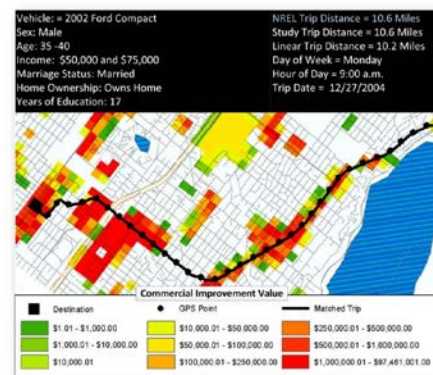 Vehicle: = 2002 Ford Compact
Sex: Male
Age: 35 -40
Income: $50,000 and $75,000
Marriage Status: Married
Home Ownership: Owns Home
Years of Education: 17
NREL Trip Distance = 10.6 Miles
Study Trip Distance = 10.6 Miles
Linear Trip Distance = 10.2 Miles
Day of Week = Monday
Hour of Day = 9:00 a.m.
Trip Date = 12/27/2004
Commercial Improvement Value
Destination
GPS Point
Matched Trip
$1.01 - $1,000.00
$10,000.01 - $50,000.00
$250,000.01 - $500,000.00
$1,000.01 - $10,000.00
$50,000.01 - $100,000.00
$500,000.01 - $1,000,000.00
$10,000.01
$100,000.01 - $250,000.00
$1,000,000.01 - $97,461,001.00